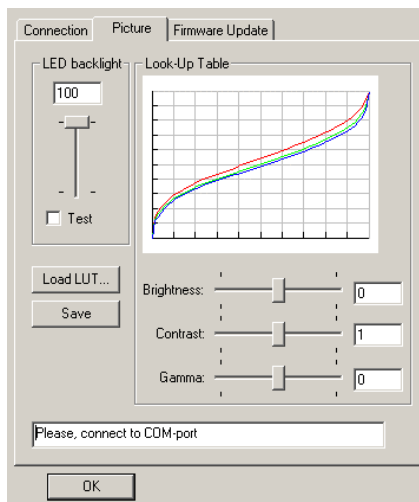 Connection Picture Firmware Update
LED backlight
100
Test
Load LUT...
Save
Look-Up Table
Brightness: 0
Contrast: 1
Gamma: 0
Please, connect to COM-port
OK